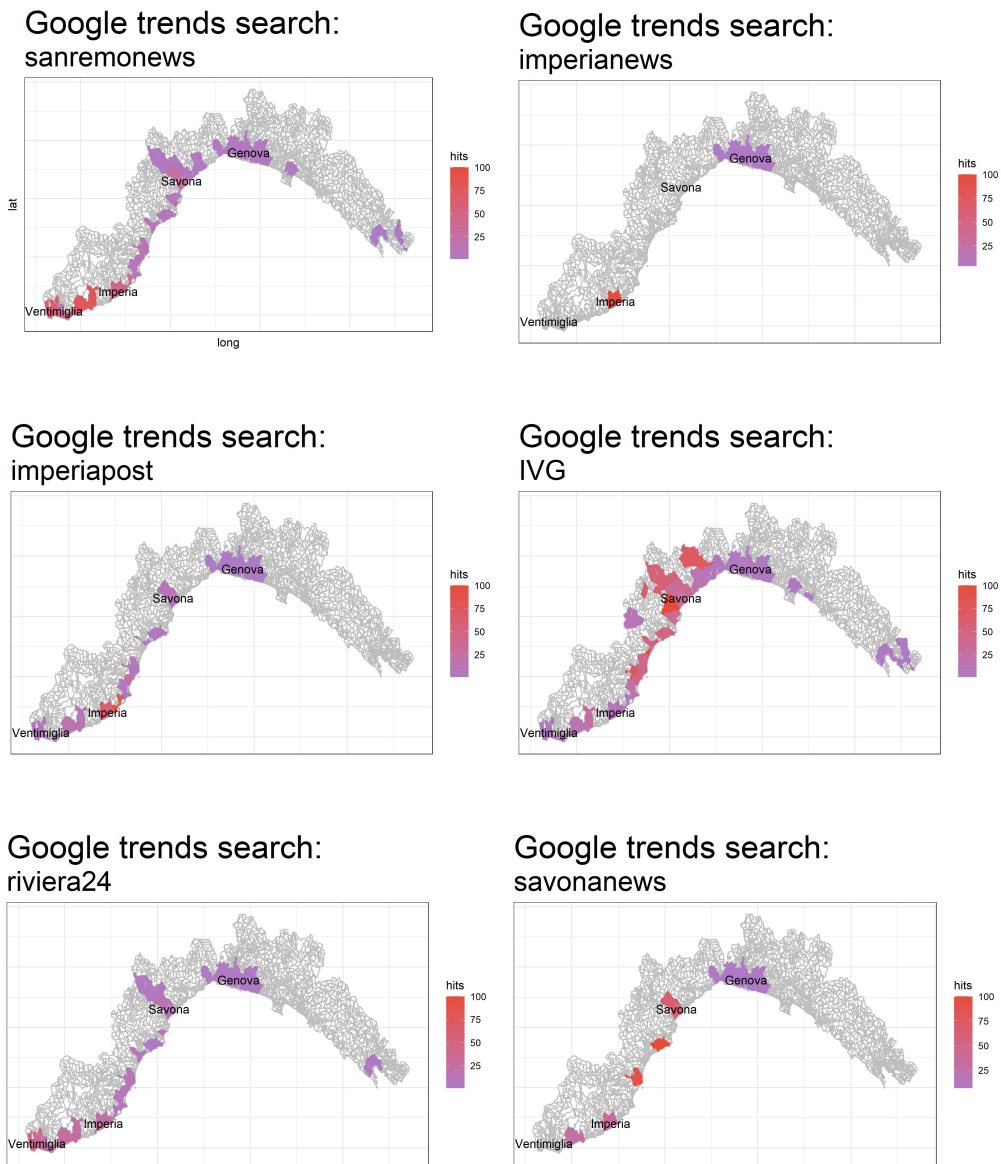 Google trends search:
sanremonews
lat
Genova
Savona
Imperia
Ventimiglia
long
hits
100
75
50
25
Google trends search:
imperianews
Genova
Savona
Imperia
Ventimiglia
hits
100
75
50
25
Google trends search:
imperiapost
Genova
Savona
Imperia
Ventimiglia
hits
100
75
50
25
Google trends search:
IVG
Genova
Savona
Imperia
Ventimiglia
hits
100
75
50
25
Google trends search:
riviera24
Genova
Savona
Imperia
Ventimiglia
hits
100
75
50
25
Google trends search:
savonanews
Genova
Savona
Imperia
Ventimiglia
hits
100
75
50
25